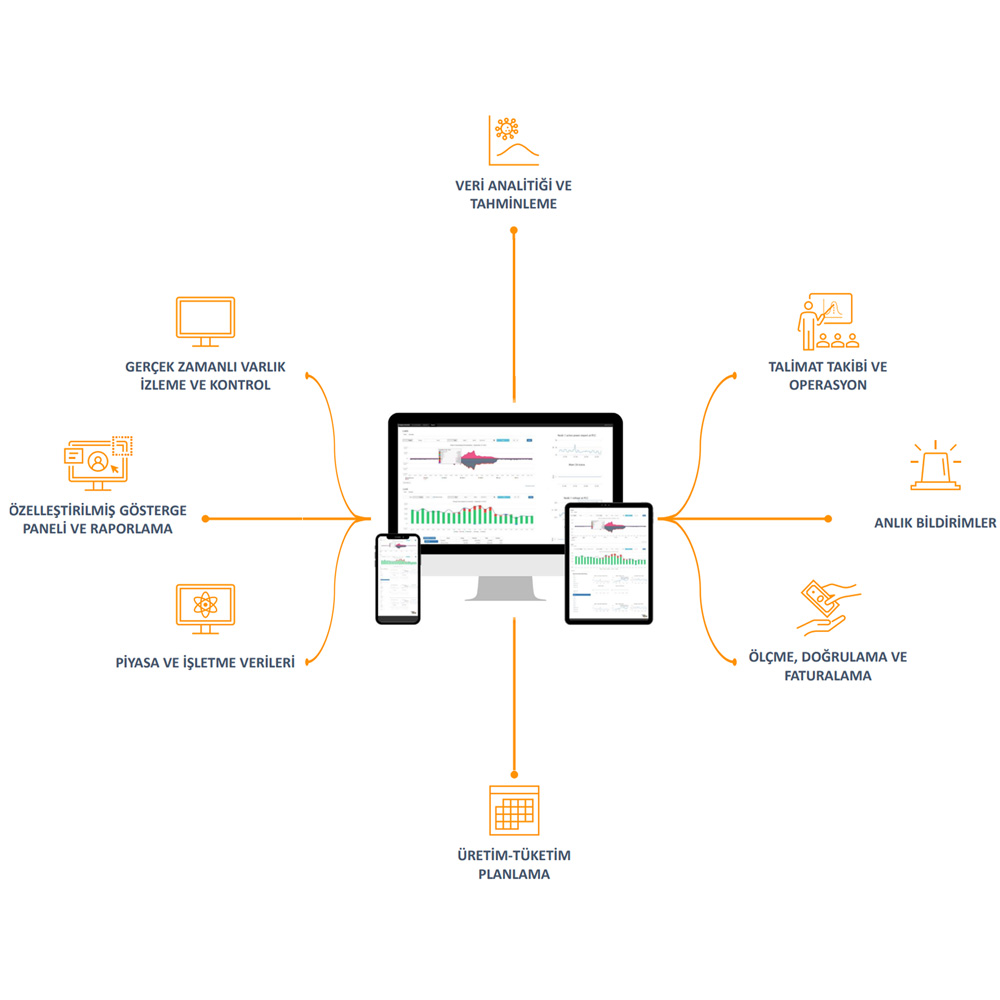 VERİ ANALİTİĞİ VE
TAHMİNLEME
GERÇEK ZAMANLI VARLIK
İZLEME VE KONTROL
TALİMAT TAKİBİ VE
OPERASYON
ÖZELLEŞTİRİLMİŞ GÖSTERGE
PANELİ VE RAPORLAMA
ANLIK BİLDİRİMLER
PİYASA VE İŞLETME VERİLERİ
ÖLÇME, DOĞRULAMA VE
FATURALAMA
ÜRETİM-TÜKETİM
PLANLAMA